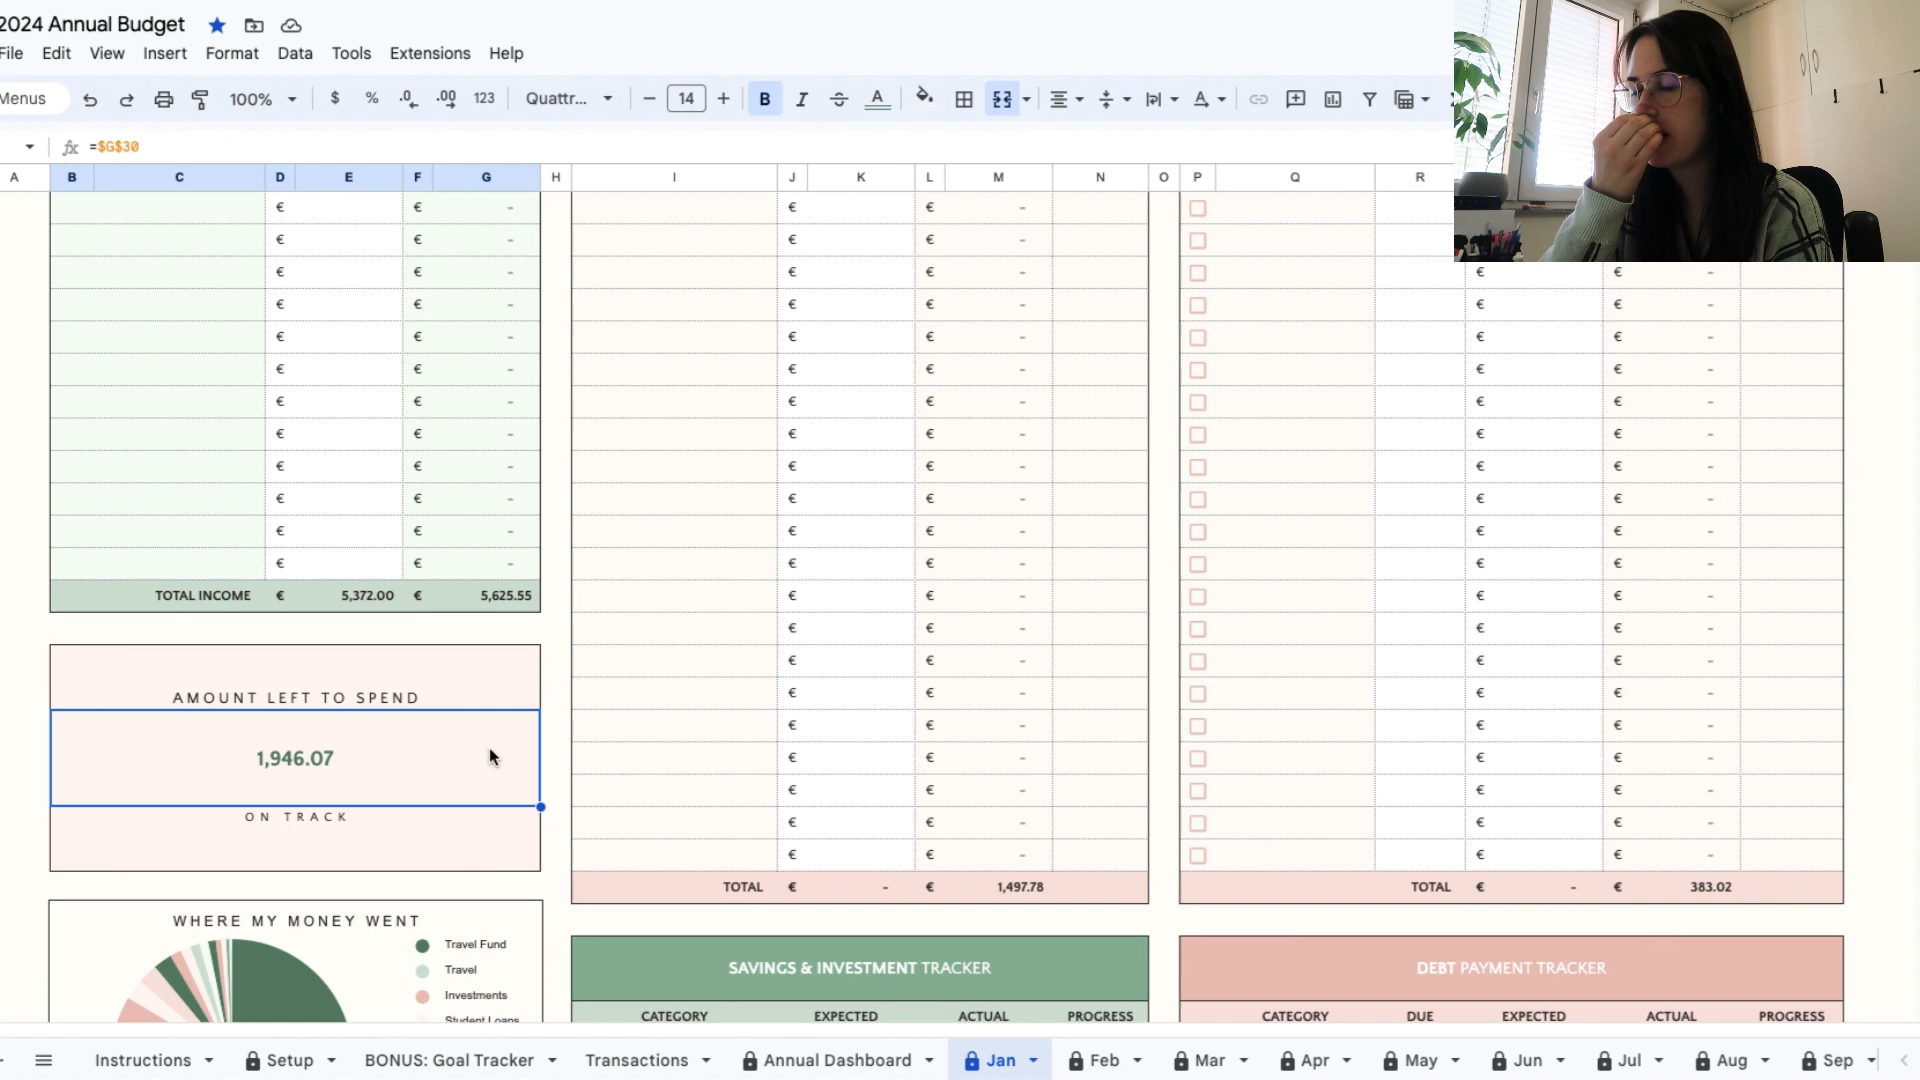 2024 Annual Budget
File Edit View Insert Format Data Tools Extensions Help
Menus 100% $ % .0 .00 123 Quattr... 14 B I A
fx =$G$30
A B C D E F G H I J K L M N O P Q R
€ € - € € -
€ € - € € -
€ € - € € - € € -
€ € - € € - € € -
€ € - € € - € € -
€ € - € € - € € -
€ € - € € - € € -
€ € - € € - € € -
€ € - € € - € € -
€ € - € € - € € -
€ € - € € - € € -
€ € - € € - € € -
TOTAL INCOME € 5,372.00 € 5,625.55 € € - € € -
€ € - € € -
€ € - € € -
AMOUNT LEFT TO SPEND € € - € € -
€ € - € € -
1,946.07 € € - € € -
€ € - € € -
ON TRACK € € - € € -
€ € - € € -
TOTAL € - € 1,497.78 TOTAL € - € 383.02
WHERE MY MONEY WENT
Travel Fund
Travel
Investments
Student Loans
SAVINGS & INVESTMENT TRACKER DEBT PAYMENT TRACKER
CATEGORY EXPECTED ACTUAL PROGRESS CATEGORY DUE EXPECTED ACTUAL PROGRESS
Instructions Setup BONUS: Goal Tracker Transactions Annual Dashboard Jan Feb Mar Apr May Jun Jul Aug Sep